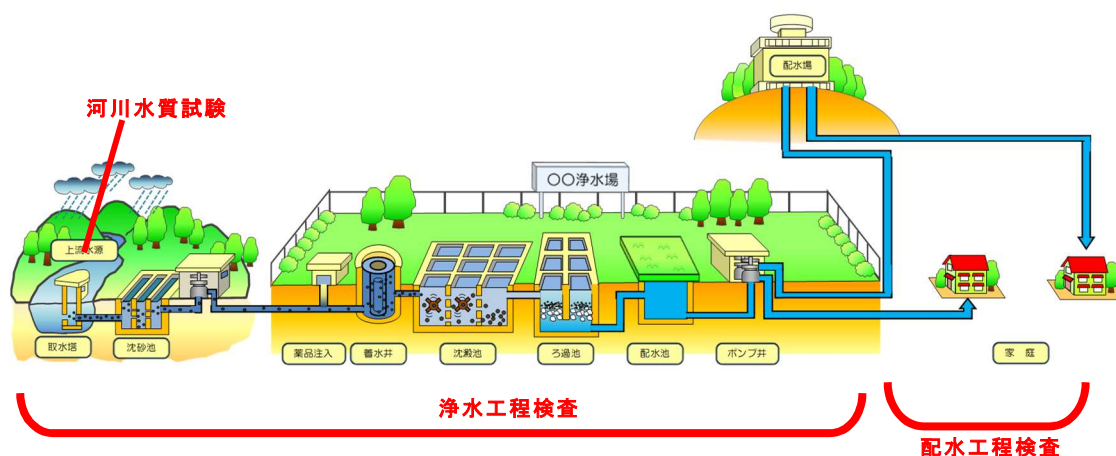 配水場
河川水質試験
〇〇浄水場
上流水源
取水塔
沈砂池
薬品注入
着水井
沈澱池
ろ過池
配水池
ポンプ井
家 庭
浄水工程検査
配水工程検査